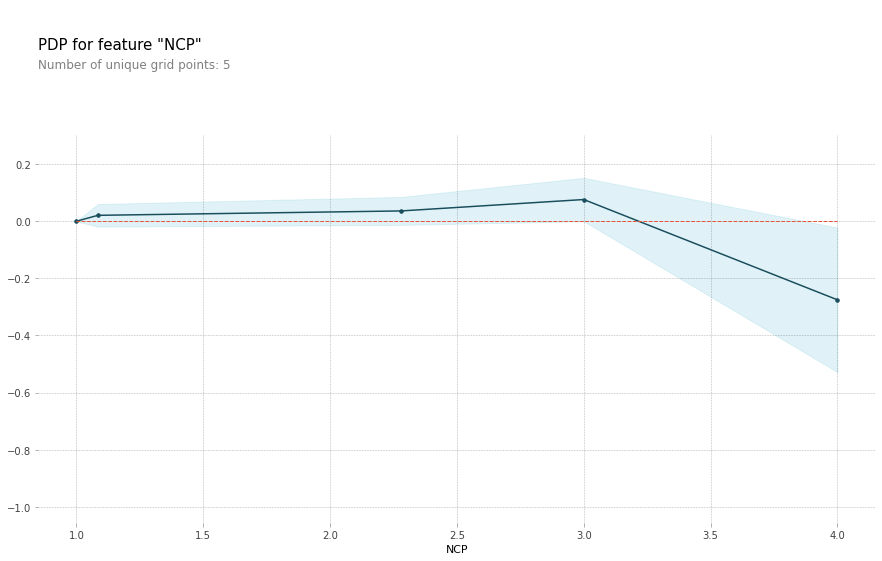 PDP for feature "NCP"
Number of unique grid points: 5
0.2
0.0
−0.2
−0.4
−0.6
−0.8
−1.0
1.0 1.5 2.0 2.5 3.0 3.5 4.0
NCP